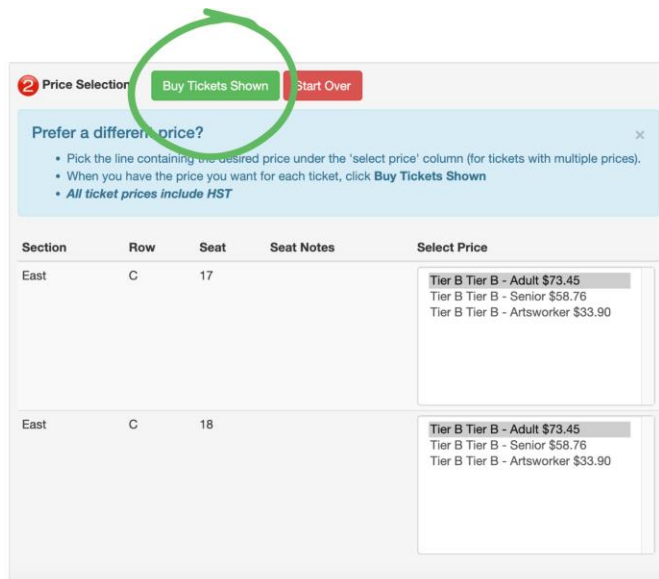 2 Price Selection Buy Tickets Shown Start Over
Prefer a different price? ×
• Pick the line containing the desired price under the 'select price' column (for tickets with multiple prices).
• When you have the price you want for each ticket, click Buy Tickets Shown
• All ticket prices include HST
Section Row Seat Seat Notes Select Price
East C 17 Tier B Tier B - Adult $73.45
Tier B Tier B - Senior $58.76
Tier B Tier B - Artsworker $33.90
East C 18 Tier B Tier B - Adult $73.45
Tier B Tier B - Senior $58.76
Tier B Tier B - Artsworker $33.90